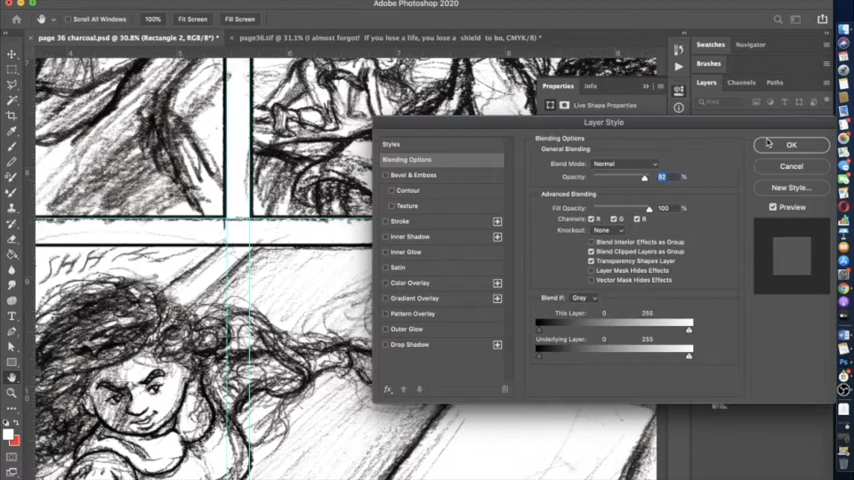 Adobe Photoshop 2020
Scroll All Windows 100% Fit Screen Fill Screen
page 36 charcoal.psd @ 30.8% (Rectangle 2, RGB/8*) *
page36.tif @ 31.1% (I almost forgot! If you lose a life, you lose a shield to bo, CMYK/8*) *
Swatches Navigator
Brushes
Layers Channels Paths
Properties Info
Live Shape Properties
Layer Style
Styles
Blending Options
Bevel & Emboss
Contour
Texture
Stroke
Inner Shadow
Inner Glow
Satin
Color Overlay
Gradient Overlay
Pattern Overlay
Outer Glow
Drop Shadow
fx
Blending Options
General Blending
Blend Mode: Normal
Opacity: 92 %
Advanced Blending
Fill Opacity: 100 %
Channels: R G B
Knockout: None
Blend Interior Effects as Group
Blend Clipped Layers as Group
Transparency Shapes Layer
Layer Mask Hides Effects
Vector Mask Hides Effects
Blend If: Gray
This Layer: 0 255
Underlying Layer: 0 255
OK
Cancel
New Style...
Preview